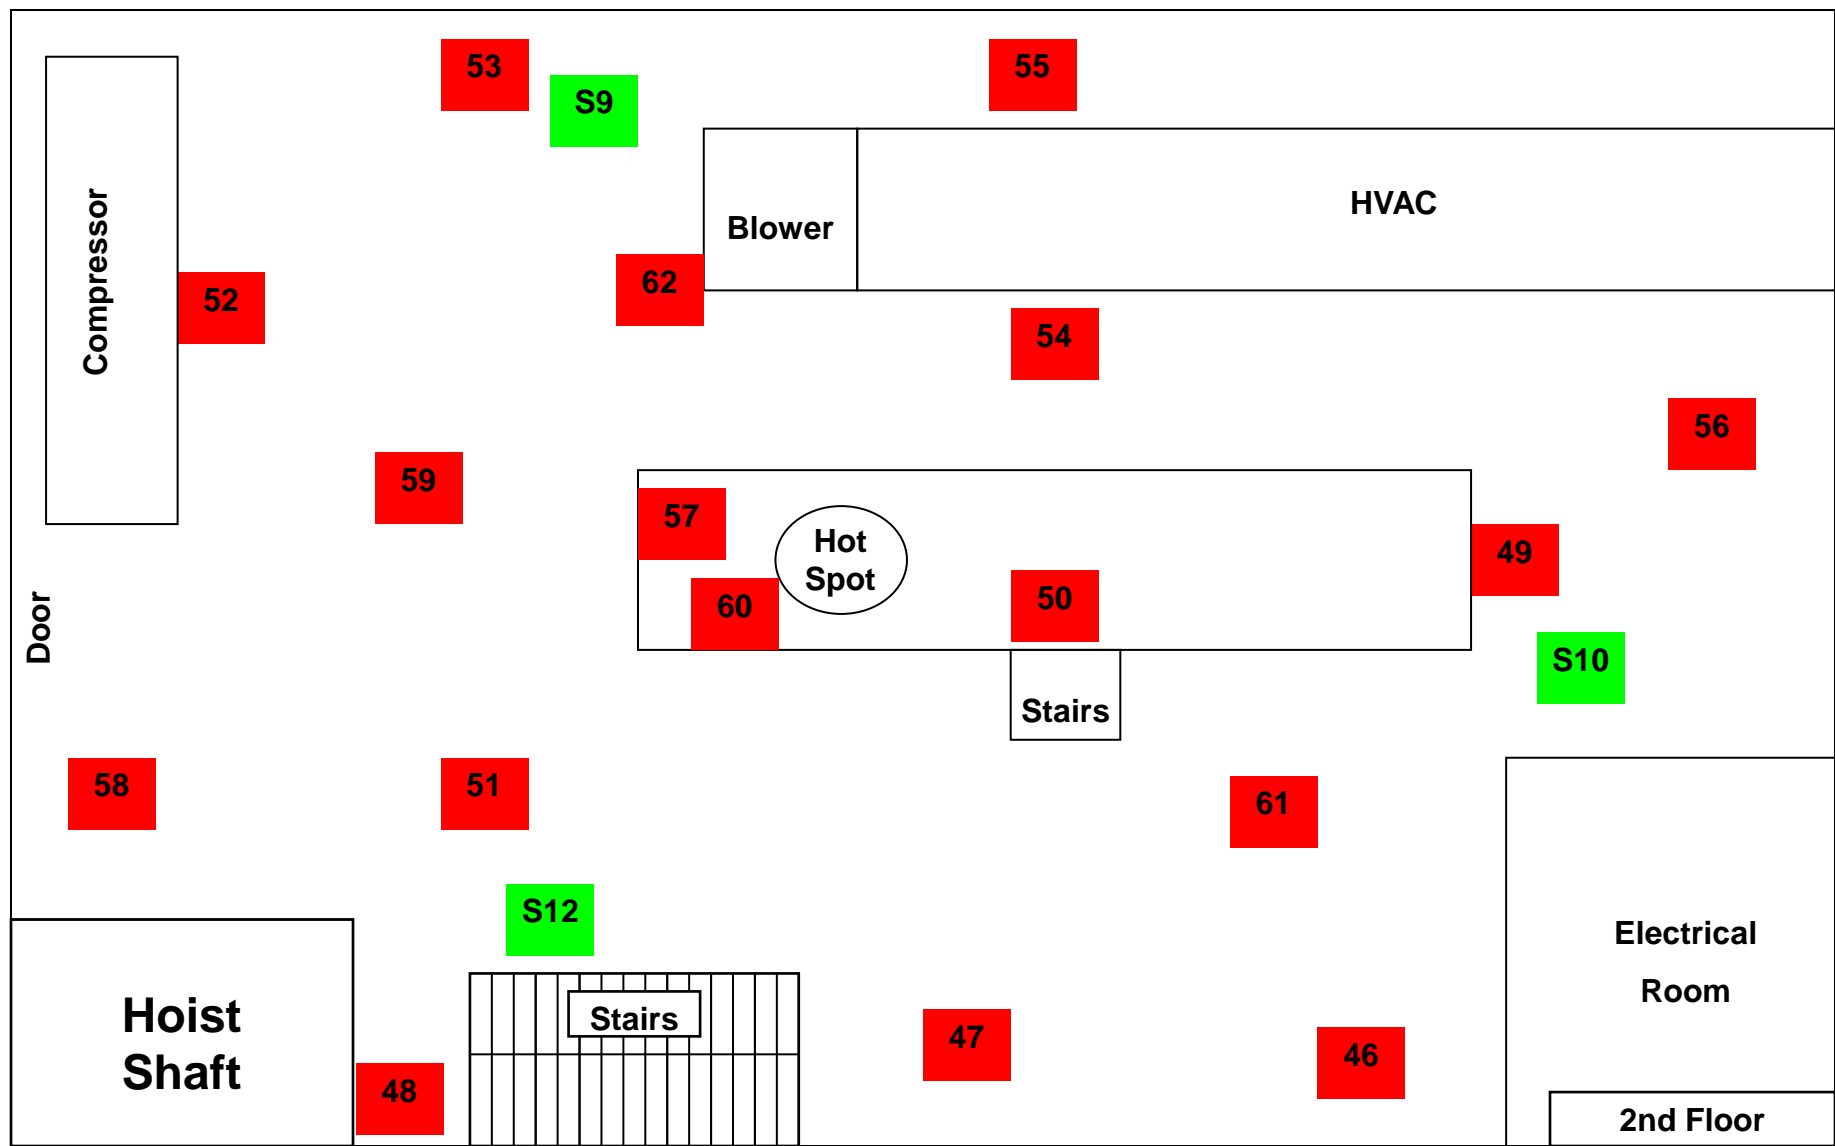 53
55
S9
Compressor
HVAC
Blower
62
52
54
56
59
57
Hot
Spot
49
60
50
Door
S10
Stairs
58
51
61
S12
Electrical
Room
Hoist
Shaft
Stairs
47
46
48
2nd Floor